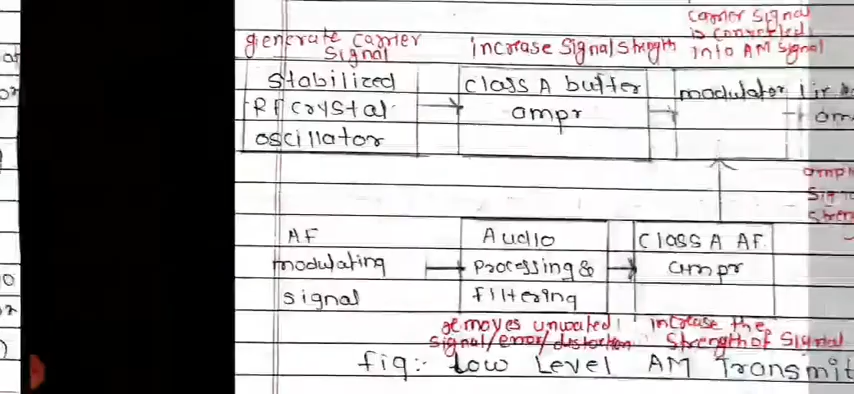 generate carrier signal
increase signal strength
carrier signal is converted into AM signal
stabilized
RF crystal
oscillator
class A buffer
ampr
modulator
AF
modulating
signal
Audio
processing &
filtering
class A AF
ampr
removes unwated
signal/error/distortion
increase the
strength of signal
fig:- Low Level AM Transmit